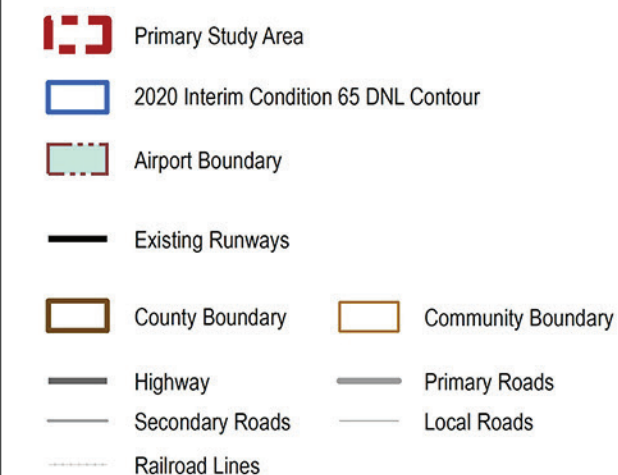 Primary Study Area
2020 Interim Condition 65 DNL Contour
Airport Boundary
Existing Runways
County Boundary
Community Boundary
Highway
Primary Roads
Secondary Roads
Local Roads
Railroad Lines